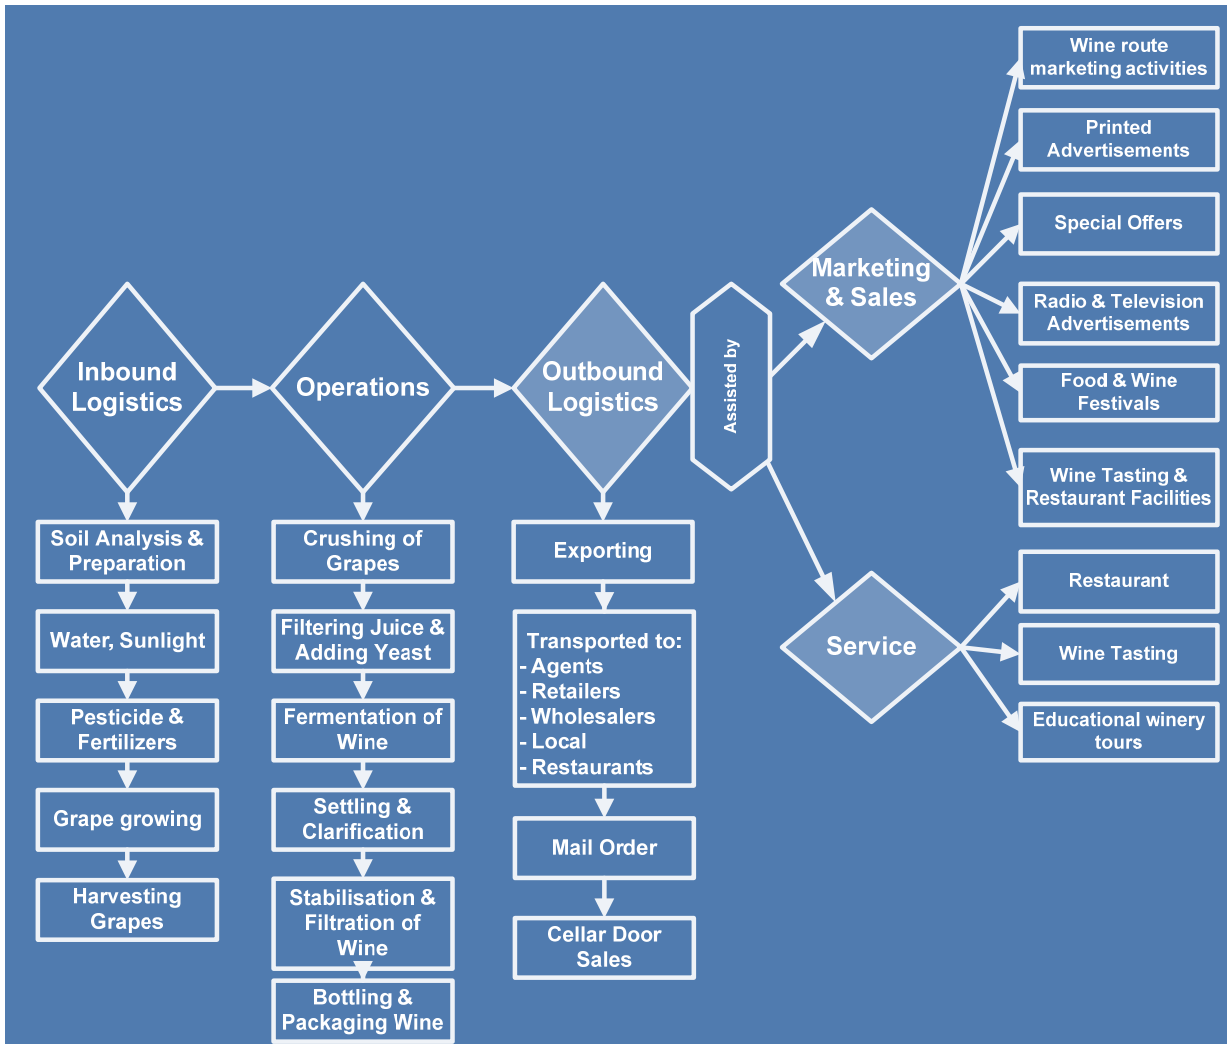 Inbound
Logistics
Soil Analysis &
Preparation
Water, Sunlight
Pesticide &
Fertilizers
Grape growing
Harvesting
Grapes
Operations
Crushing of
Grapes
Filtering Juice &
Adding Yeast
Fermentation of
Wine
Settling &
Clarification
Stabilisation &
Filtration of
Wine
Bottling &
Packaging Wine
Outbound
Logistics
Exporting
Transported to:
- Agents
- Retailers
- Wholesalers
- Local
- Restaurants
Mail Order
Cellar Door
Sales
Assisted by
Marketing
& Sales
Wine route
marketing activities
Printed
Advertisements
Special Offers
Radio & Television
Advertisements
Food & Wine
Festivals
Wine Tasting &
Restaurant Facilities
Service
Restaurant
Wine Tasting
Educational winery
tours